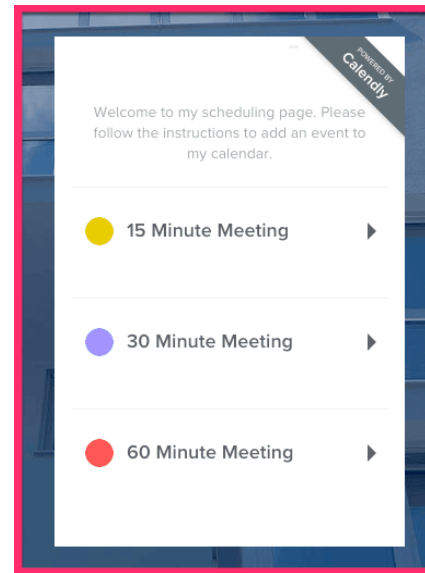 POWERED BY
Calendly
Welcome to my scheduling page. Please
follow the instructions to add an event to
my calendar.
15 Minute Meeting
30 Minute Meeting
60 Minute Meeting